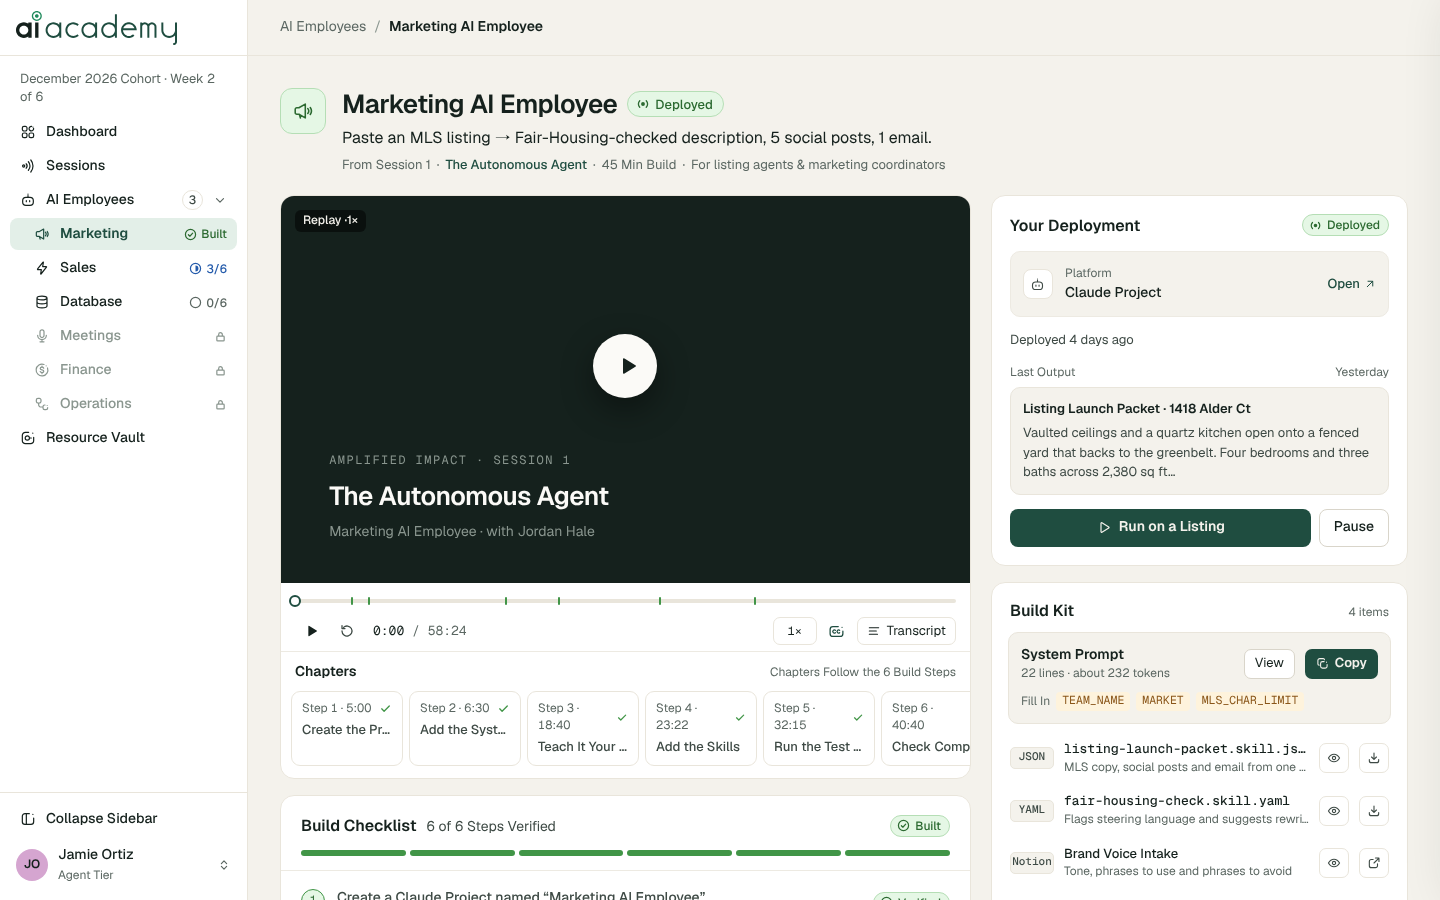 ai academy
December 2026 Cohort · Week 2
of 6
Dashboard
Sessions
AI Employees 3
Marketing Built
Sales 3/6
Database 0/6
Meetings
Finance
Operations
Resource Vault
Collapse Sidebar
JO
Jamie Ortiz
Agent Tier
AI Employees / Marketing AI Employee
Marketing AI Employee Deployed
Paste an MLS listing → Fair-Housing-checked description, 5 social posts, 1 email.
From Session 1 · The Autonomous Agent · 45 Min Build · For listing agents & marketing coordinators
Replay ·1×
AMPLIFIED IMPACT · SESSION 1
The Autonomous Agent
Marketing AI Employee · with Jordan Hale
0:00 / 58:24
1×
CC
Transcript
Chapters
Chapters Follow the 6 Build Steps
Step 1 · 5:00
Create the Pr…
Step 2 · 6:30
Add the Syst…
Step 3 ·
18:40
Teach It Your …
Step 4 ·
23:22
Add the Skills
Step 5 ·
32:15
Run the Test …
Step 6 ·
40:40
Check Comp
Build Checklist 6 of 6 Steps Verified
Built
1 Create a Claude Project named “Marketing AI Employee”
Verified
Your Deployment
Deployed
Platform
Claude Project
Open
Deployed 4 days ago
Last Output
Yesterday
Listing Launch Packet · 1418 Alder Ct
Vaulted ceilings and a quartz kitchen open onto a fenced
yard that backs to the greenbelt. Four bedrooms and three
baths across 2,380 sq ft…
Run on a Listing
Pause
Build Kit
4 items
System Prompt
22 lines · about 232 tokens
View
Copy
Fill In TEAM_NAME MARKET MLS_CHAR_LIMIT
JSON
listing-launch-packet.skill.js…
MLS copy, social posts and email from one …
YAML
fair-housing-check.skill.yaml
Flags steering language and suggests rewri…
Notion
Brand Voice Intake
Tone, phrases to use and phrases to avoid